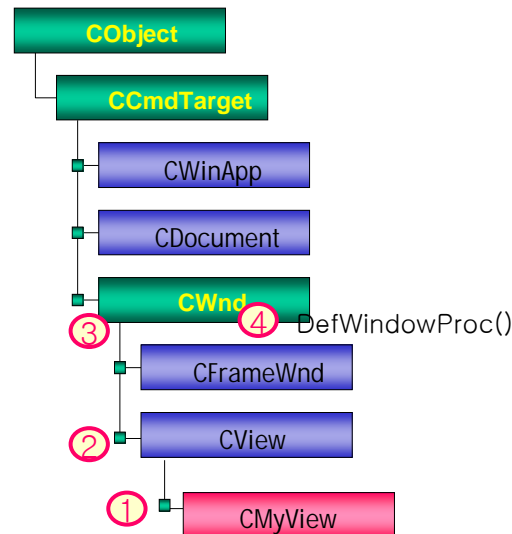 CObject
CCmdTarget
CWinApp
CDocument
CWnd
③ ④ DefWindowProc()
CFrameWnd
② CView
① CMyView